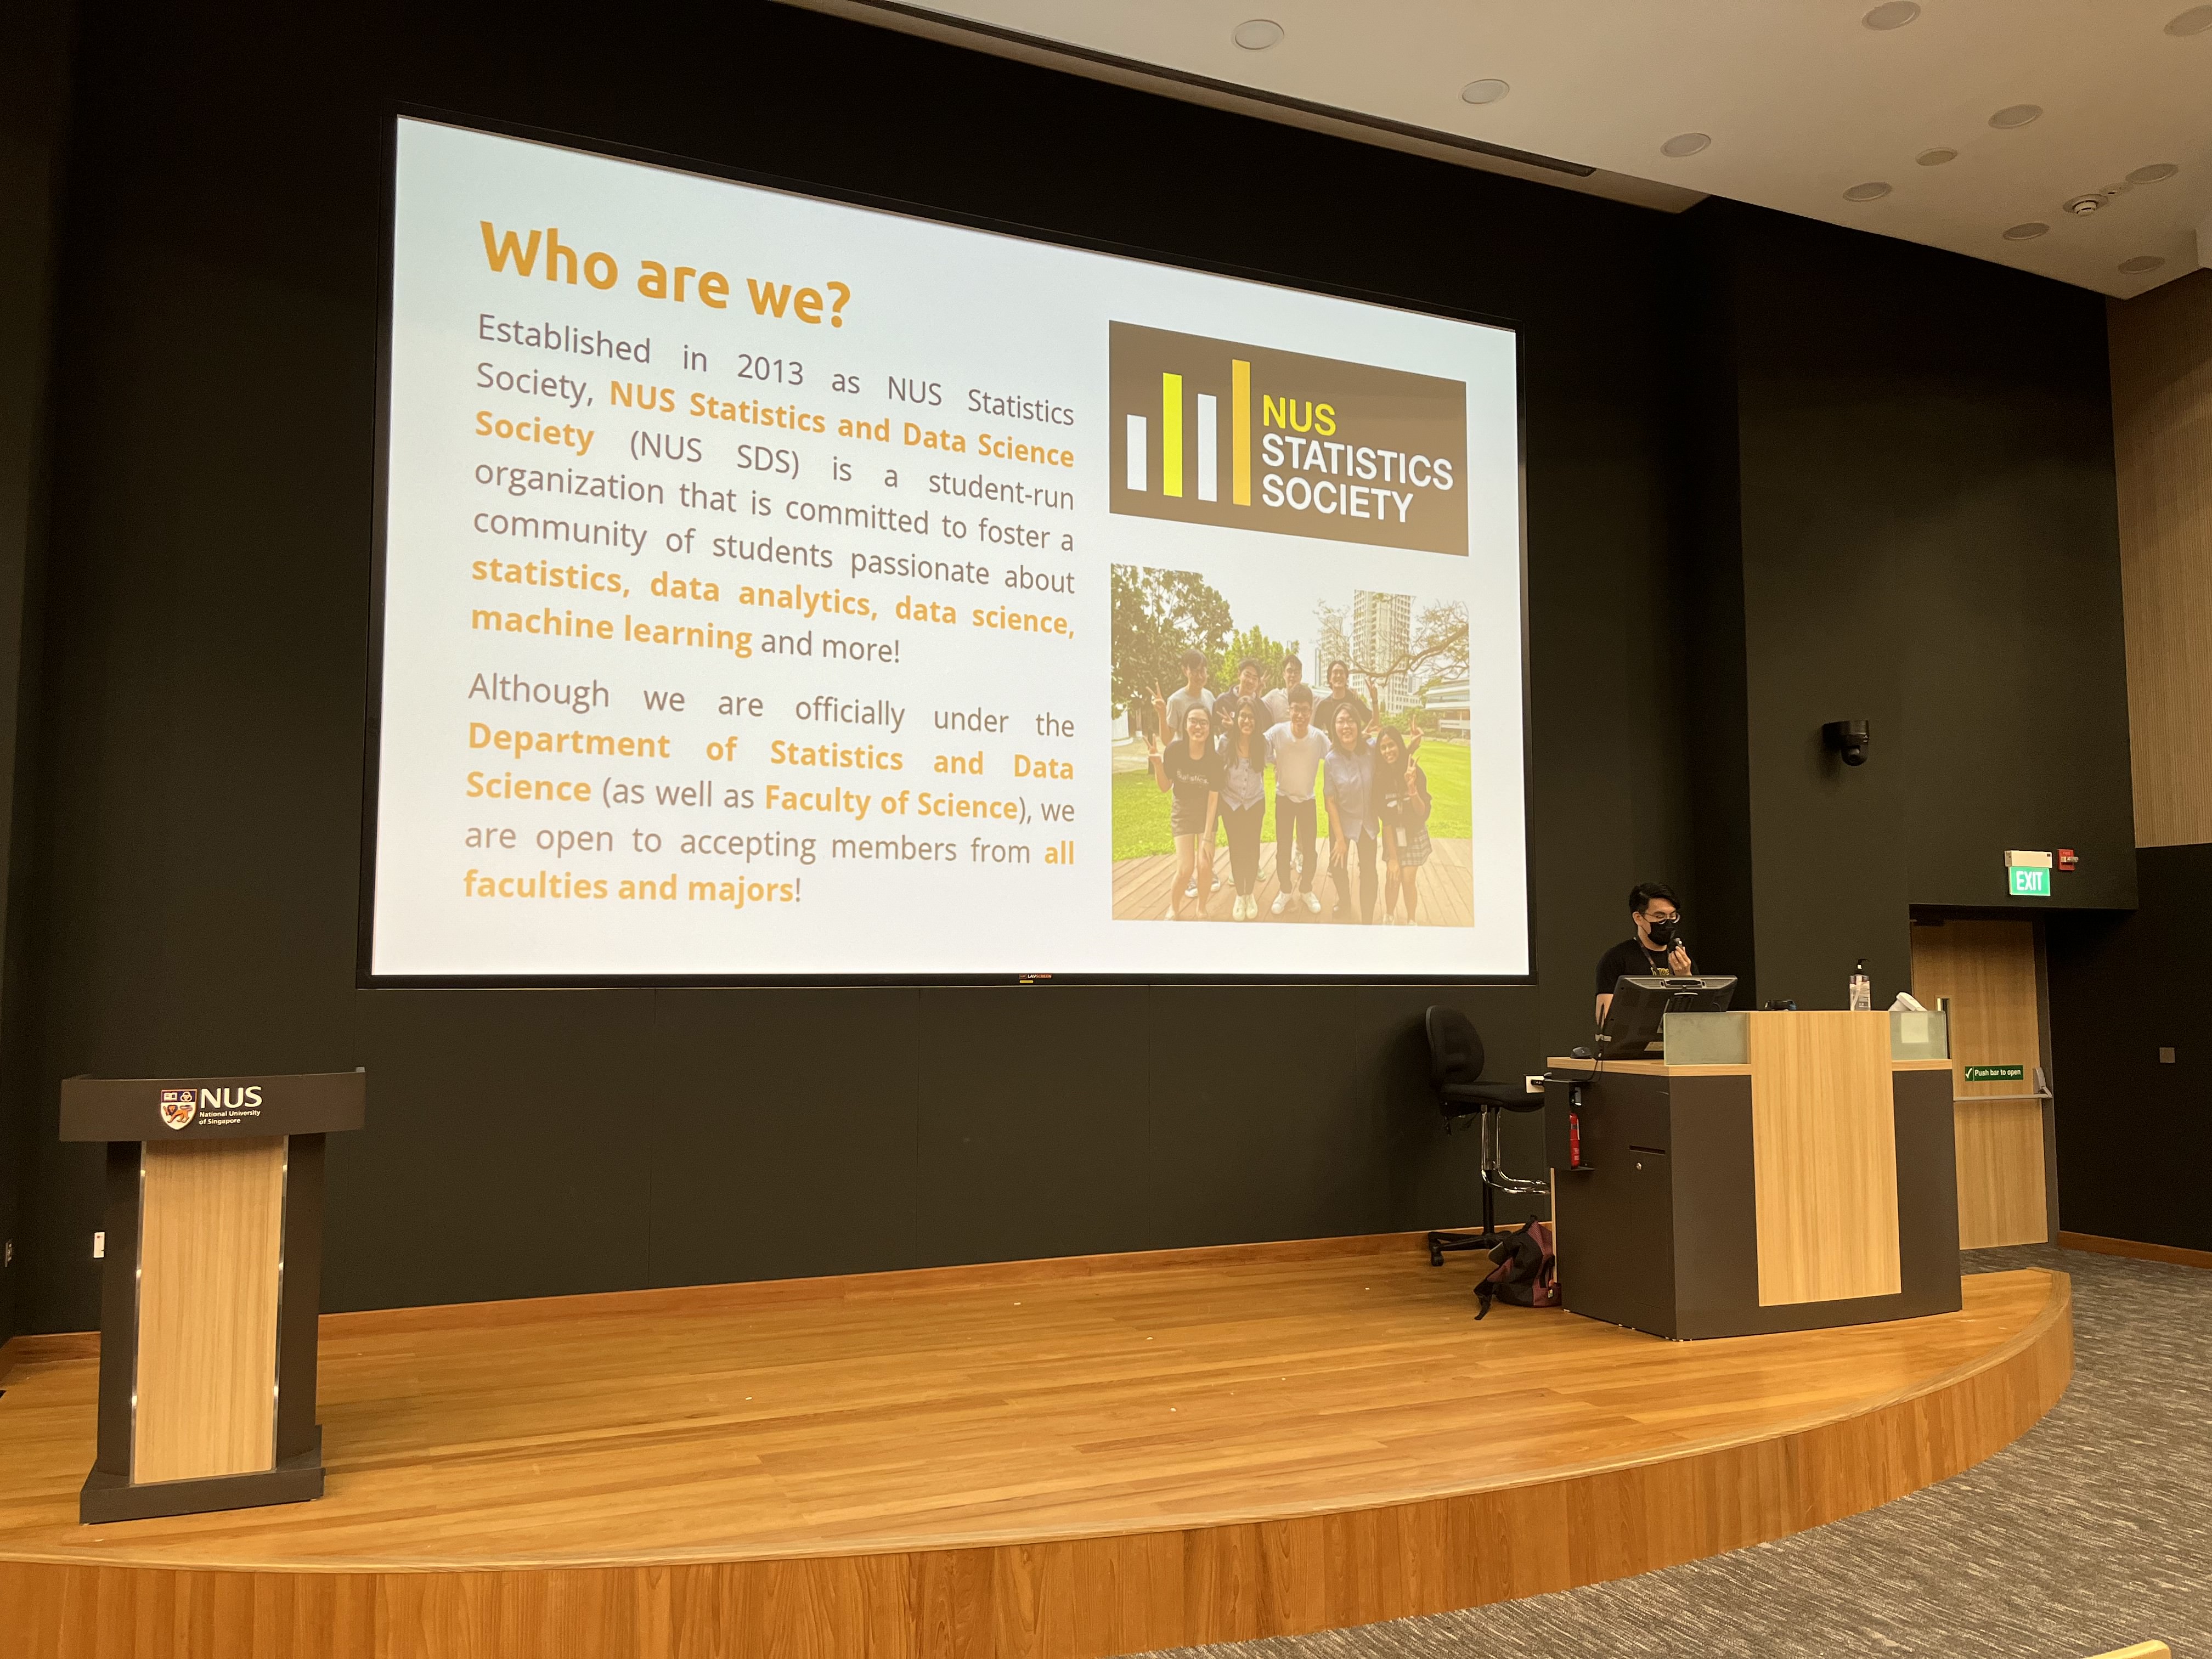 Who are we?
Established in 2013 as NUS Statistics
Society, NUS Statistics and Data Science
Society (NUS SDS) is a student-run
organization that is committed to foster a
community of students passionate about
statistics, data analytics, data science,
machine learning and more!
Although we are officially under the
Department of Statistics and Data
Science (as well as Faculty of Science), we
are open to accepting members from all
faculties and majors!
NUS
STATISTICS
SOCIETY
EXIT
Push bar to open
NUS
National University
of Singapore